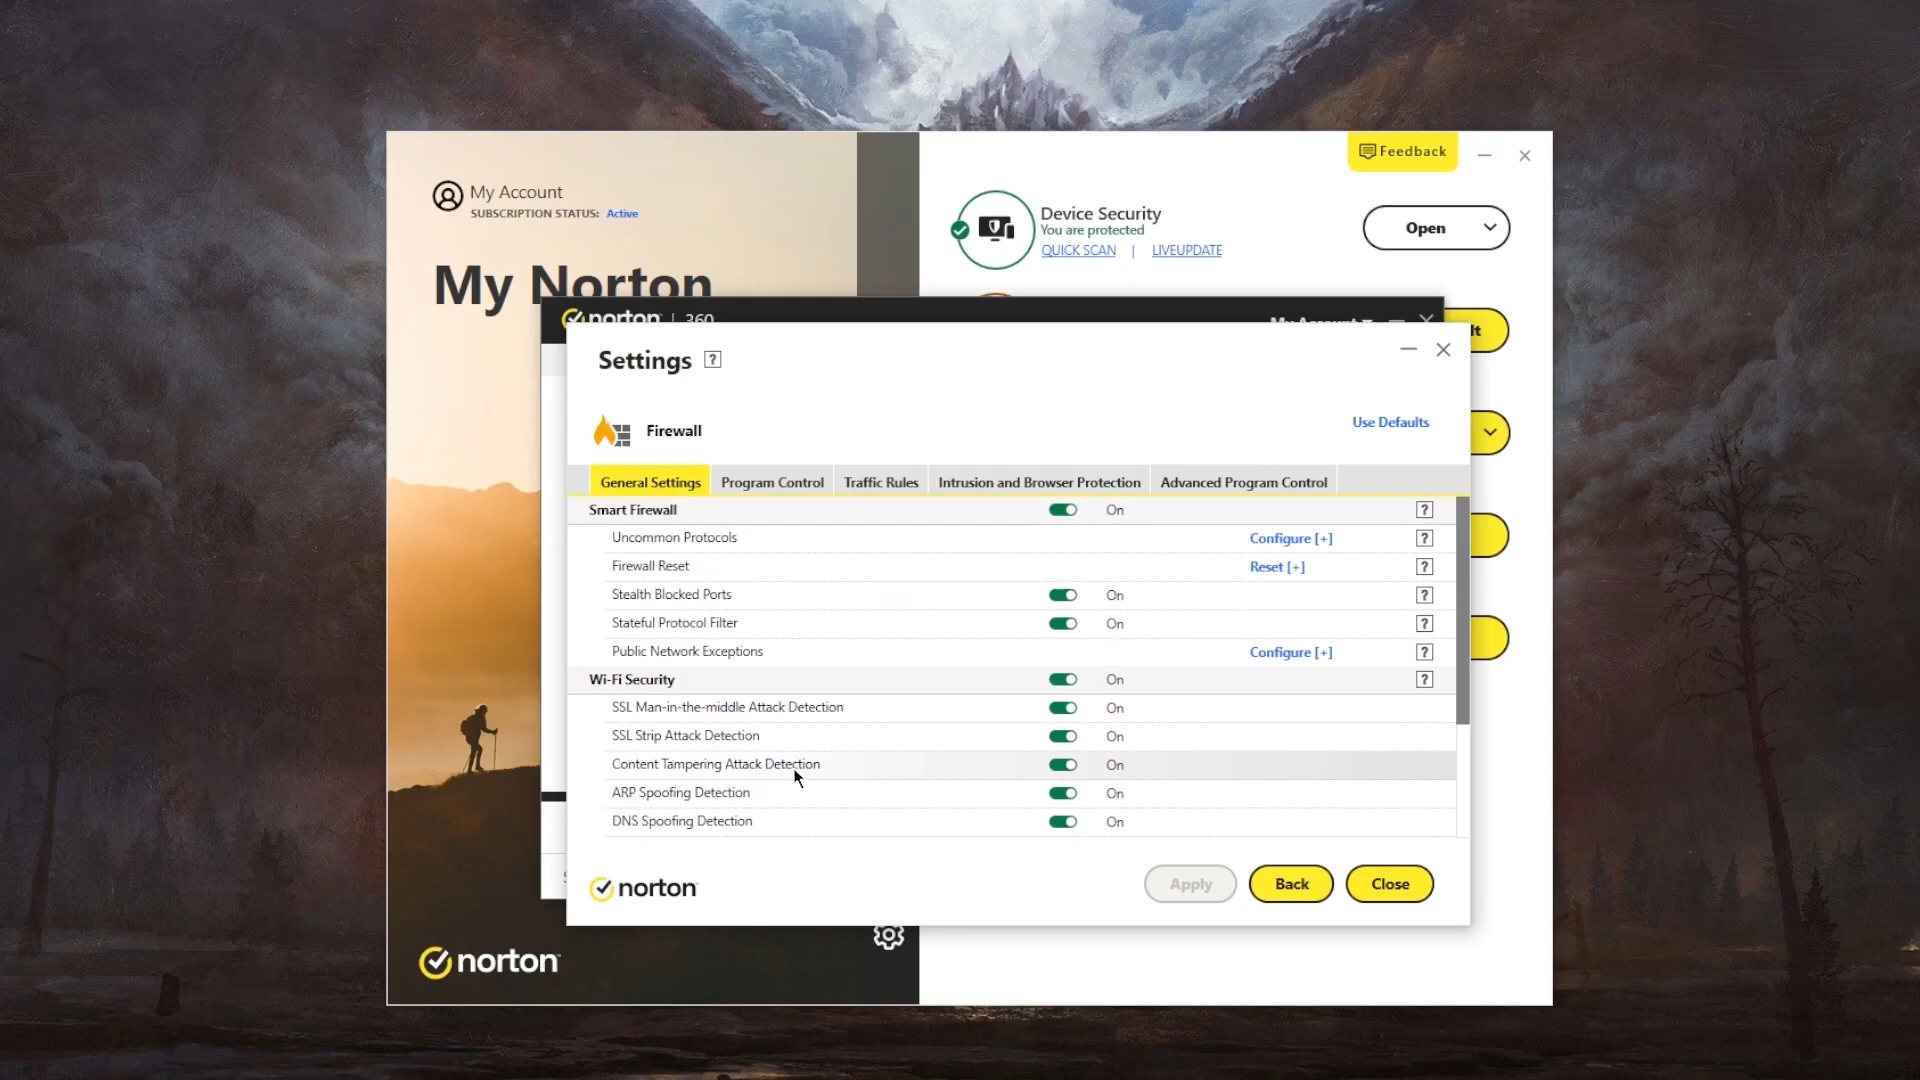 Feedback
My Account
SUBSCRIPTION STATUS: Active
My Norton
Device Security
You are protected
QUICK SCAN | LIVEUPDATE
Open
norton | 360
My Account
Settings ?
Firewall
Use Defaults
General Settings
Program Control
Traffic Rules
Intrusion and Browser Protection
Advanced Program Control
Smart Firewall On ?
Uncommon Protocols Configure [+] ?
Firewall Reset Reset [+] ?
Stealth Blocked Ports On ?
Stateful Protocol Filter On ?
Public Network Exceptions Configure [+] ?
Wi-Fi Security On ?
SSL Man-in-the-middle Attack Detection On
SSL Strip Attack Detection On
Content Tampering Attack Detection On
ARP Spoofing Detection On
DNS Spoofing Detection On
norton
Apply
Back
Close
norton